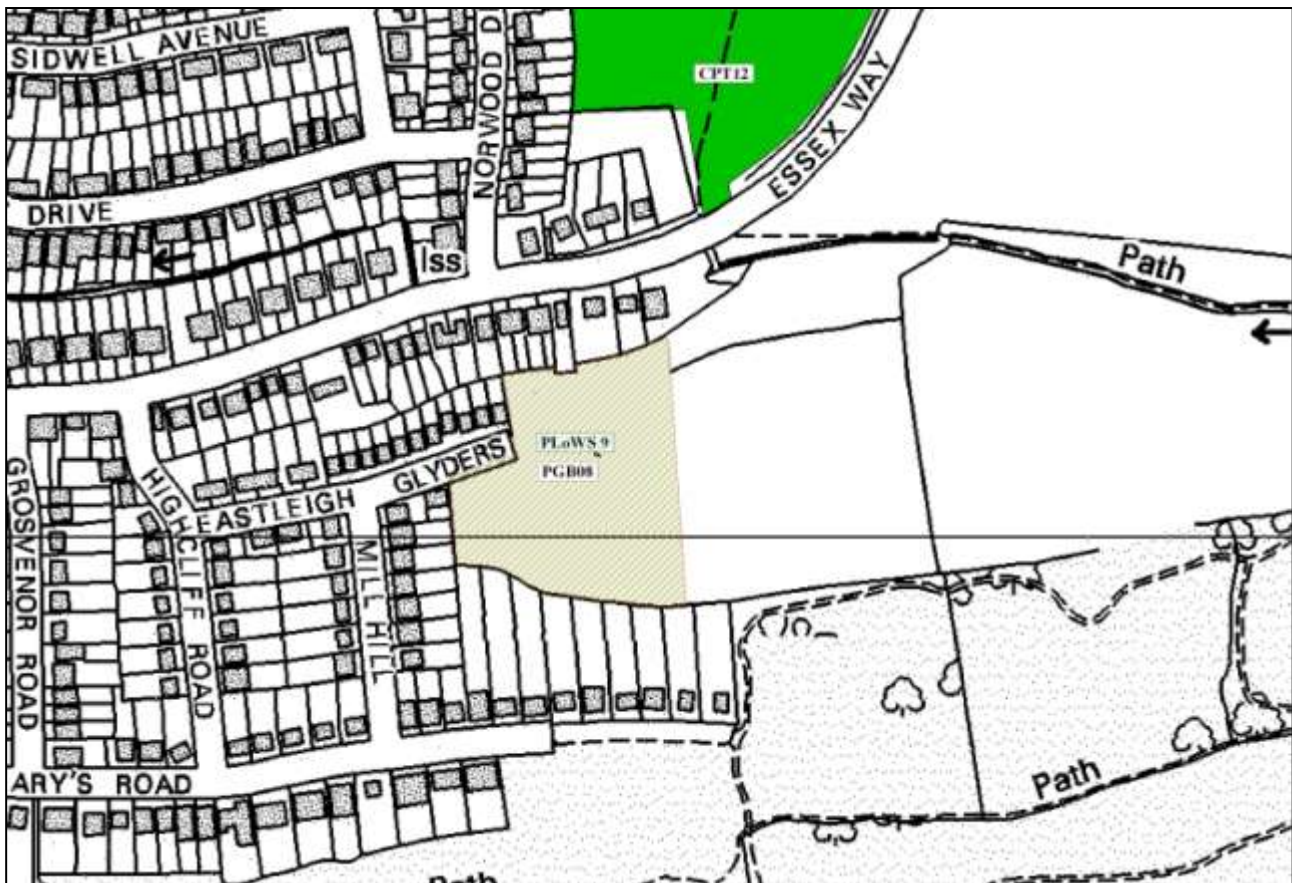 SIDWELL AVENUE
NORWOOD D
CPT12
ESSEX WAY
DRIVE
Iss
Path
PLoWS 9
PGB08
GLYDERS
EASTLEIGH
HIGHCLIFF ROAD
GROSVENOR ROAD
MILL HILL
ARY'S ROAD
Path
Path